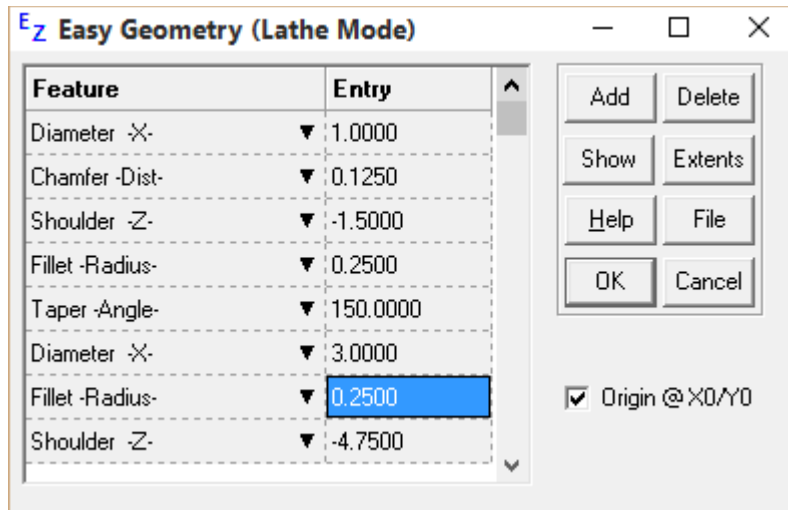 EZ Easy Geometry (Lathe Mode)
Feature Entry
Diameter -X- 1.0000
Chamfer -Dist- 0.1250
Shoulder -Z- -1.5000
Fillet -Radius- 0.2500
Taper -Angle- 150.0000
Diameter -X- 3.0000
Fillet -Radius- 0.2500
Shoulder -Z- -4.7500
Add Delete
Show Extents
Help File
OK Cancel
Origin @ X0/Y0